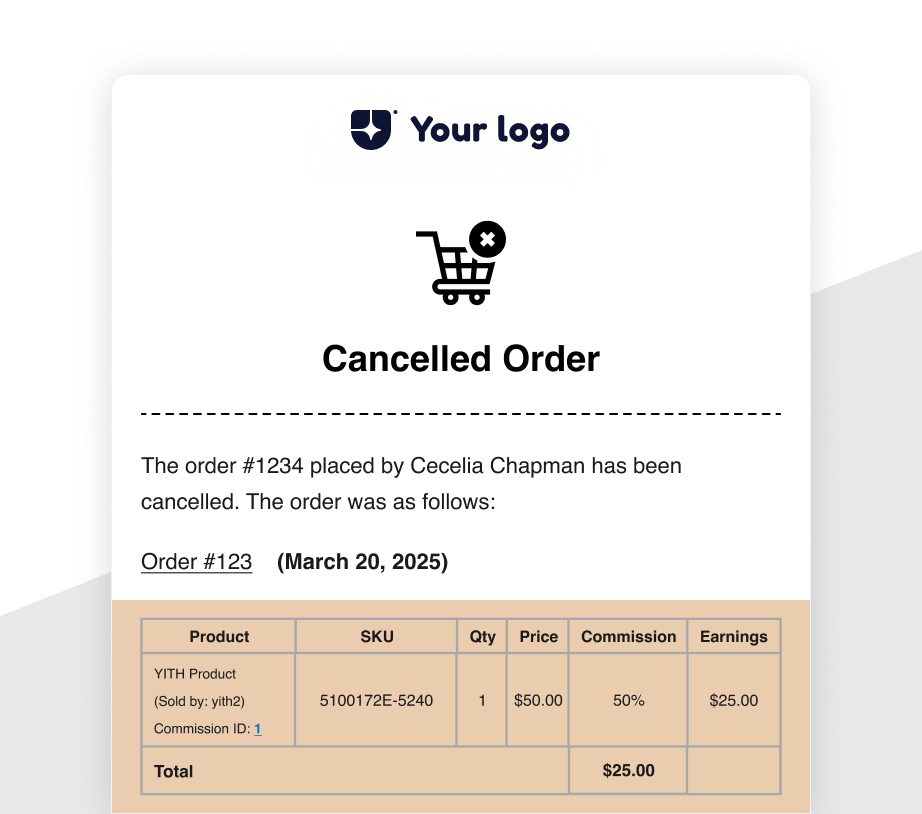 Your logo
Cancelled Order
The order #1234 placed by Cecelia Chapman has been
cancelled. The order was as follows:
Order #123 (March 20, 2025)
Product SKU Qty Price Commission Earnings
YITH Product
(Sold by: yith2)
Commission ID: 1
5100172E-5240 1 $50.00 50% $25.00
Total $25.00